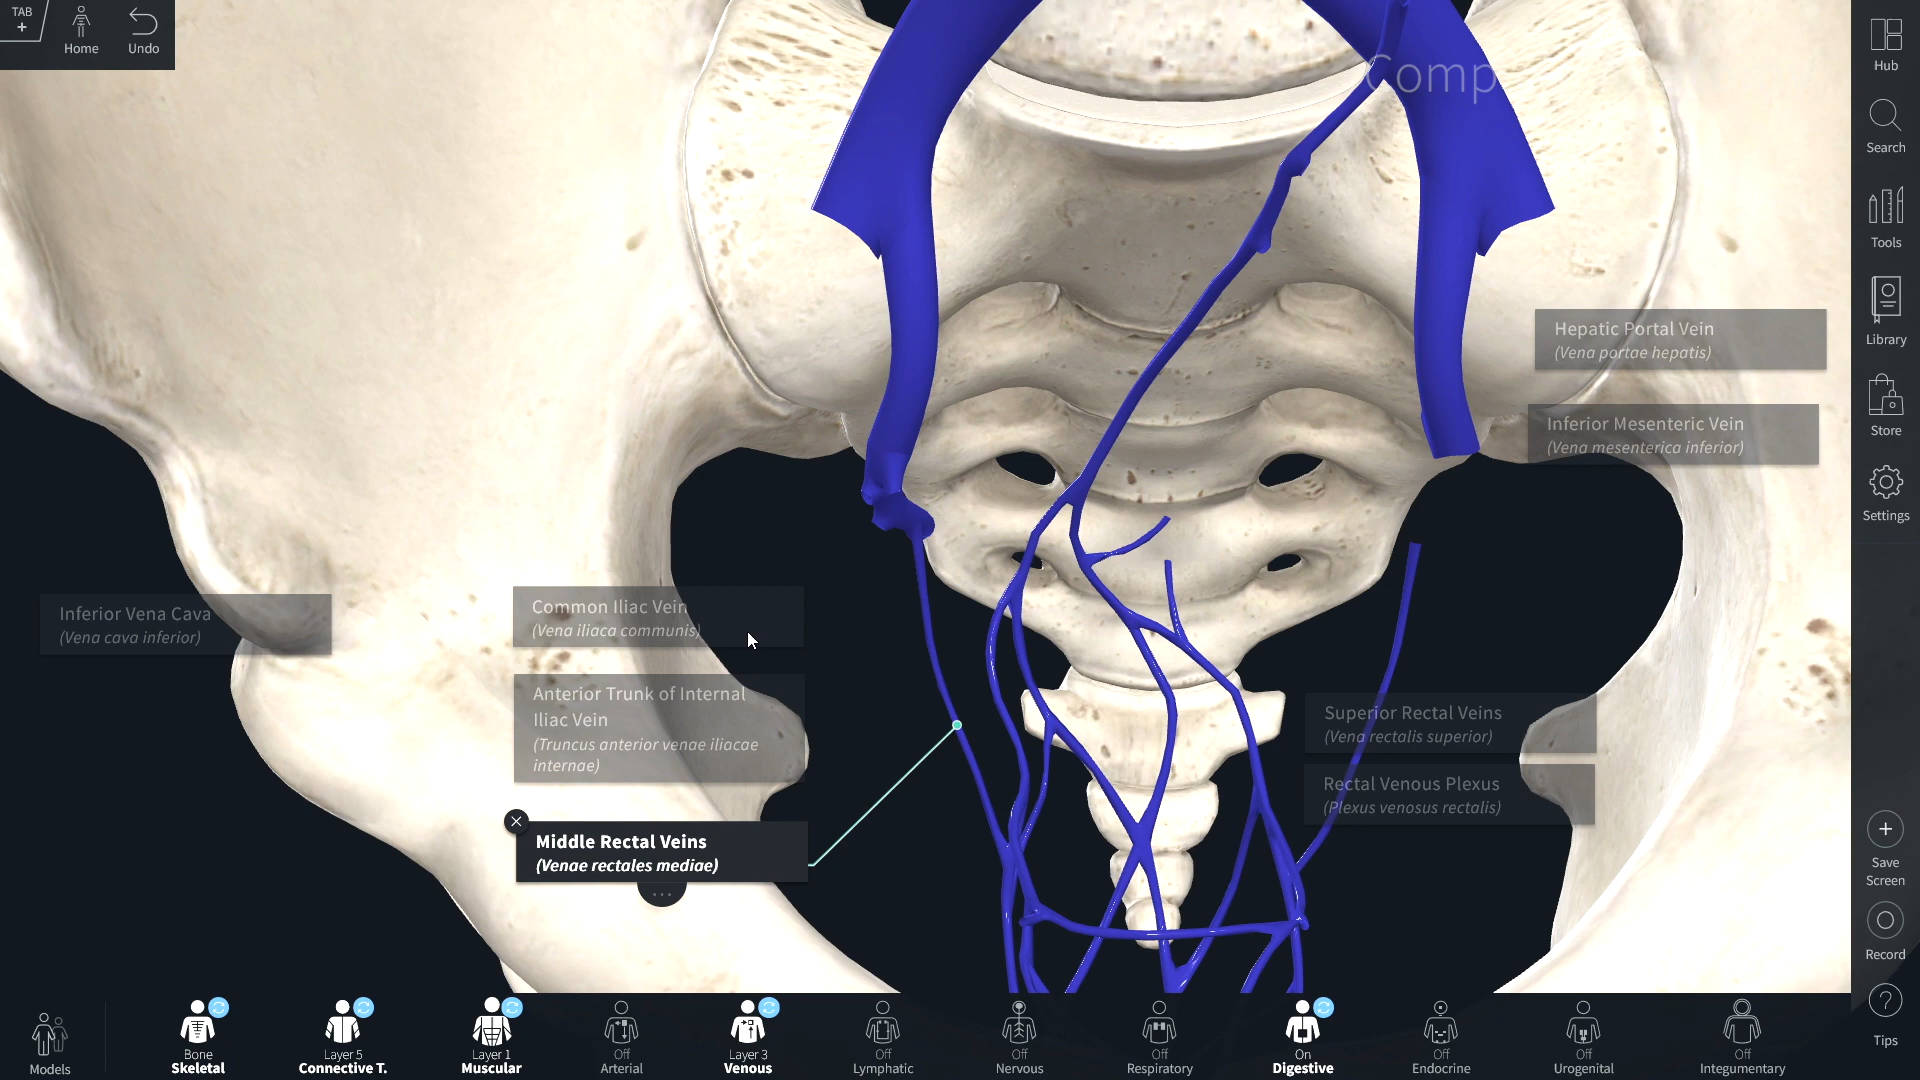 TAB
+
Home
Undo
Comp
Hub
Search
Tools
Library
Store
Settings
Hepatic Portal Vein
(Vena portae hepatis)
Inferior Mesenteric Vein
(Vena mesenterica inferior)
Inferior Vena Cava
(Vena cava inferior)
Common Iliac Vein
(Vena iliaca communis)
Anterior Trunk of Internal
Iliac Vein
(Truncus anterior venae iliacae
internae)
Superior Rectal Veins
(Vena rectalis superior)
Rectal Venous Plexus
(Plexus venosus rectalis)
Middle Rectal Veins
(Venae rectales mediae)
...
Save
Screen
Record
?
Tips
Models
Bone
Skeletal
Layer 5
Connective T.
Layer 1
Muscular
Off
Arterial
Layer 3
Venous
Off
Lymphatic
Off
Nervous
Off
Respiratory
On
Digestive
Off
Endocrine
Off
Urogenital
Off
Integumentary